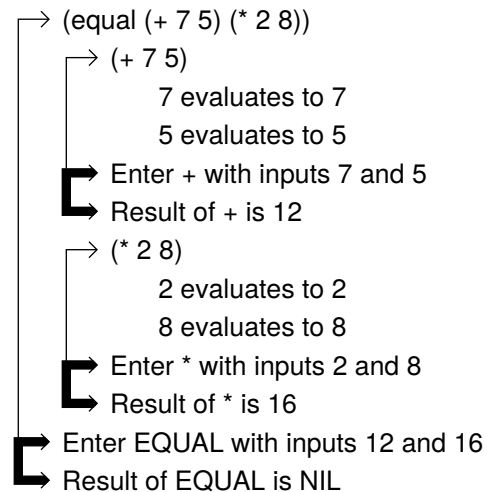 (equal (+ 7 5) (* 2 8))
(+ 7 5)
7 evaluates to 7
5 evaluates to 5
Enter + with inputs 7 and 5
Result of + is 12
(* 2 8)
2 evaluates to 2
8 evaluates to 8
Enter * with inputs 2 and 8
Result of * is 16
Enter EQUAL with inputs 12 and 16
Result of EQUAL is NIL